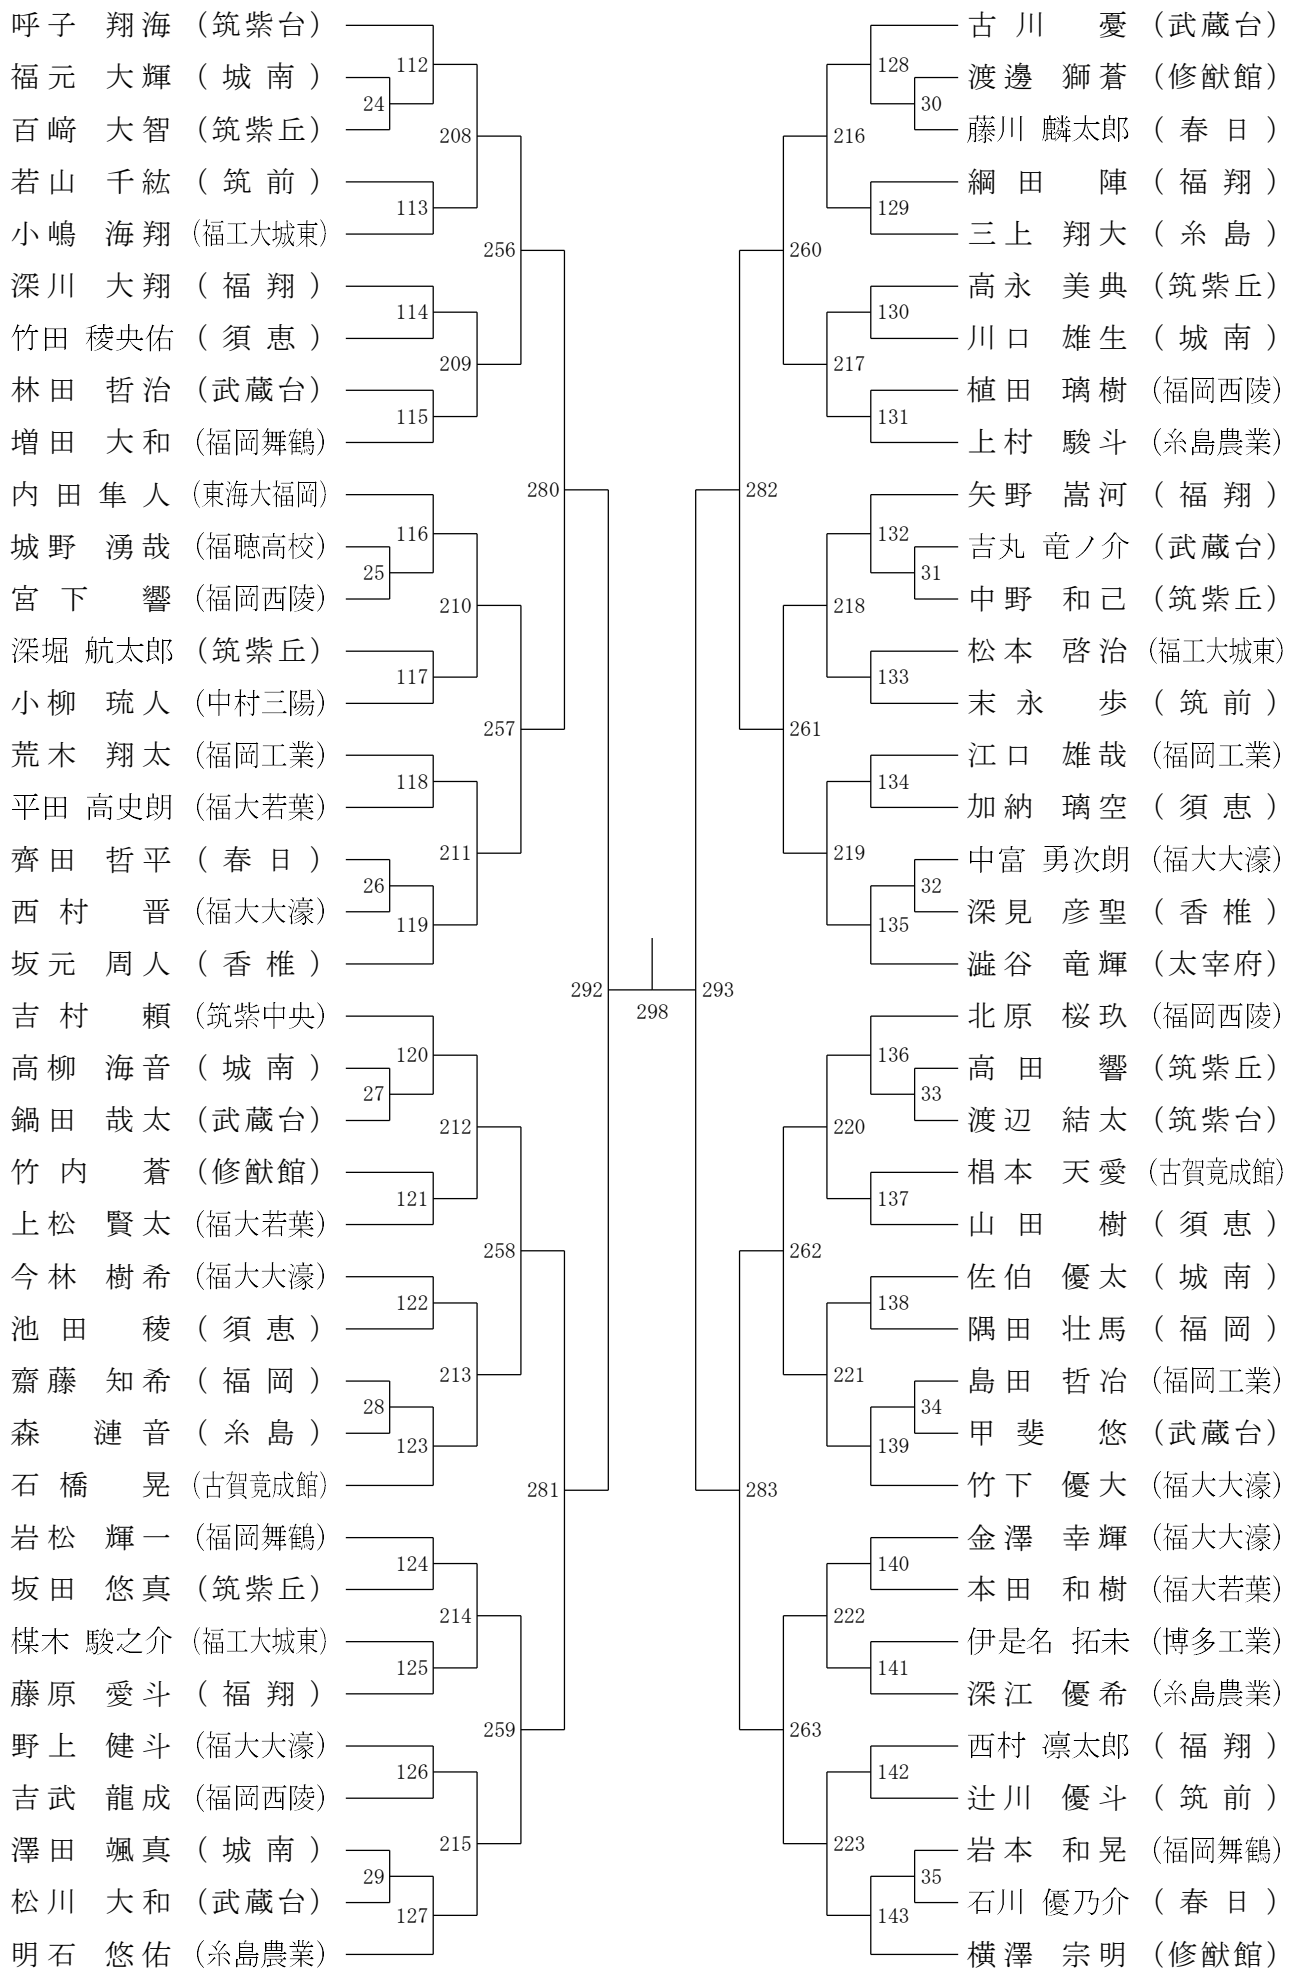 呼子 翔海 (筑紫台)
112
福元 大輝 (城南)
24
百﨑 大智 (筑紫丘)
208
若山 千紘 (筑前)
113
小嶋 海翔 (福工大城東)
256
深川 大翔 (福翔)
114
竹田 稜央佑 (須恵)
209
林田 哲治 (武蔵台)
115
増田 大和 (福岡舞鶴)
280
内田 隼人 (東海大福岡)
116
城野 湧哉 (福聴高校)
25
宮下 響 (福岡西陵)
210
深堀 航太郎 (筑紫丘)
117
小柳 琉人 (中村三陽)
257
荒木 翔太 (福岡工業)
118
平田 高史朗 (福大若葉)
211
齊田 哲平 (春日)
26
西村 晋 (福大大濠)
119
坂元 周人 (香椎)
292
吉村 頼 (筑紫中央)
120
高柳 海音 (城南)
27
鍋田 哉太 (武蔵台)
212
竹内 蒼 (修猷館)
121
上松 賢太 (福大若葉)
258
今林 樹希 (福大大濠)
122
池田 稜 (須恵)
213
齋藤 知希 (福岡)
28
森 漣音 (糸島)
123
石橋 晃 (古賀竟成館)
281
岩松 輝一 (福岡舞鶴)
124
坂田 悠真 (筑紫丘)
214
楳木 駿之介 (福工大城東)
125
藤原 愛斗 (福翔)
259
野上 健斗 (福大大濠)
126
吉武 龍成 (福岡西陵)
215
澤田 颯真 (城南)
29
松川 大和 (武蔵台)
127
明石 悠佑 (糸島農業)
298
古川 憂 (武蔵台)
128
渡邊 獅蒼 (修猷館)
30
藤川 麟太郎 (春日)
216
綱田 陣 (福翔)
129
三上 翔大 (糸島)
260
高永 美典 (筑紫丘)
130
川口 雄生 (城南)
217
植田 璃樹 (福岡西陵)
131
上村 駿斗 (糸島農業)
282
矢野 嵩河 (福翔)
132
吉丸 竜ノ介 (武蔵台)
31
中野 和己 (筑紫丘)
218
松本 啓治 (福工大城東)
133
末永 歩 (筑前)
261
江口 雄哉 (福岡工業)
134
加納 璃空 (須恵)
219
中富 勇次朗 (福大大濠)
32
深見 彦聖 (香椎)
135
澁谷 竜輝 (太宰府)
293
北原 桜玖 (福岡西陵)
136
高田 響 (筑紫丘)
33
渡辺 結太 (筑紫台)
220
椙本 天愛 (古賀竟成館)
137
山田 樹 (須恵)
262
佐伯 優太 (城南)
138
隅田 壮馬 (福岡)
221
島田 哲冶 (福岡工業)
34
甲斐 悠 (武蔵台)
139
竹下 優大 (福大大濠)
283
金澤 幸輝 (福大大濠)
140
本田 和樹 (福大若葉)
222
伊是名 拓未 (博多工業)
141
深江 優希 (糸島農業)
263
西村 凛太郎 (福翔)
142
辻川 優斗 (筑前)
223
岩本 和晃 (福岡舞鶴)
35
石川 優乃介 (春日)
143
横澤 宗明 (修猷館)